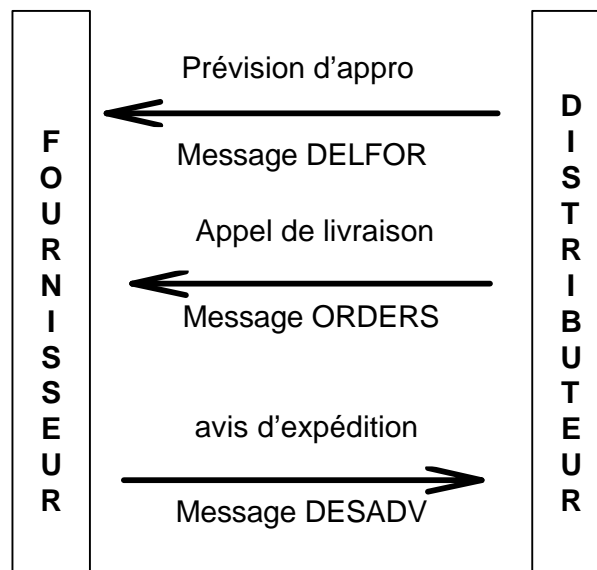 FOURNISSEUR
Prévision d’appro
Message DELFOR
Appel de livraison
Message ORDERS
avis d’expédition
Message DESADV
DISTRIBUTEUR